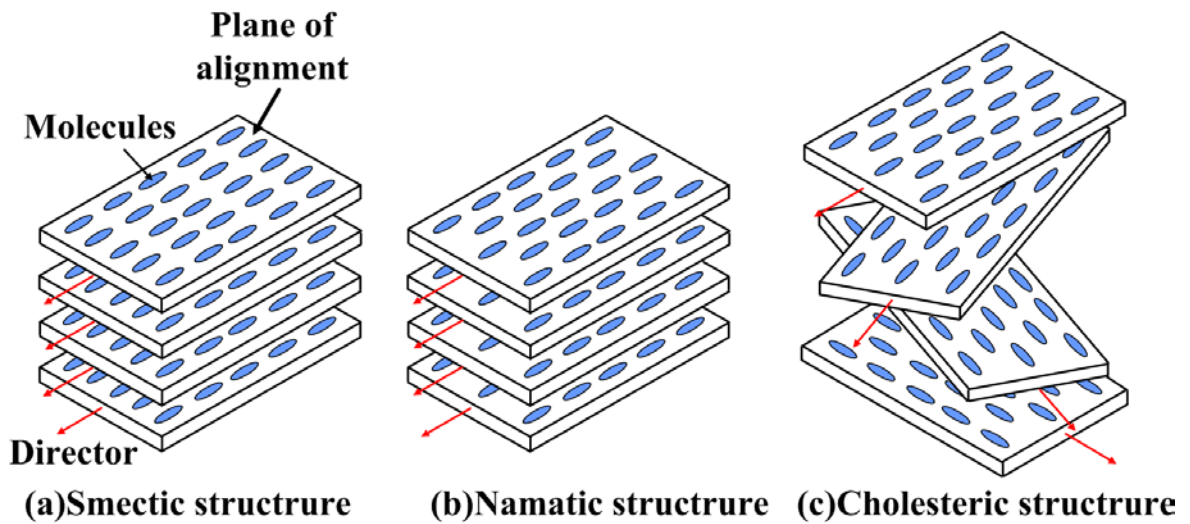 Plane of
alignment
Molecules
Director
(a)Smectic structrure
(b)Namatic structrure
(c)Cholesteric structrure